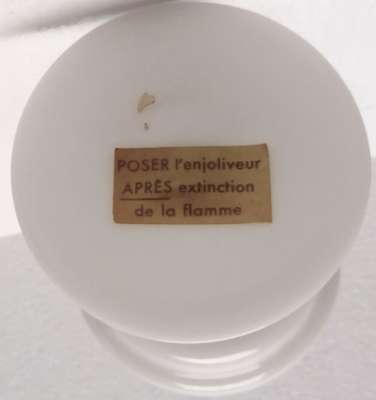 POSER l'enjoliveur
APRÈS extinction
de la flamme